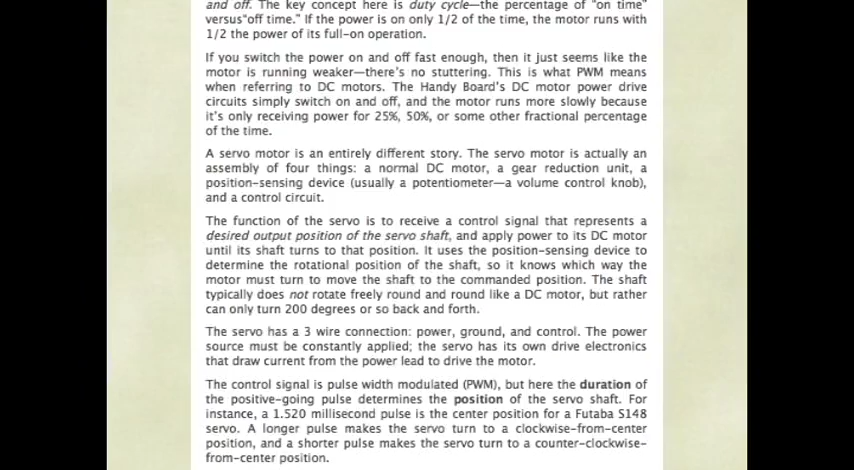 and off. The key concept here is duty cycle—the percentage of “on time”
versus“off time.” If the power is on only 1/2 of the time, the motor runs with
1/2 the power of its full-on operation.
If you switch the power on and off fast enough, then it just seems like the
motor is running weaker—there’s no stuttering. This is what PWM means
when referring to DC motors. The Handy Board’s DC motor power drive
circuits simply switch on and off, and the motor runs more slowly because
it’s only receiving power for 25%, 50%, or some other fractional percentage
of the time.
A servo motor is an entirely different story. The servo motor is actually an
assembly of four things: a normal DC motor, a gear reduction unit, a
position-sensing device (usually a potentiometer—a volume control knob),
and a control circuit.
The function of the servo is to receive a control signal that represents a
desired output position of the servo shaft, and apply power to its DC motor
until its shaft turns to that position. It uses the position-sensing device to
determine the rotational position of the shaft, so it knows which way the
motor must turn to move the shaft to the commanded position. The shaft
typically does not rotate freely round and round like a DC motor, but rather
can only turn 200 degrees or so back and forth.
The servo has a 3 wire connection: power, ground, and control. The power
source must be constantly applied; the servo has its own drive electronics
that draw current from the power lead to drive the motor.
The control signal is pulse width modulated (PWM), but here the duration of
the positive-going pulse determines the position of the servo shaft. For
instance, a 1.520 millisecond pulse is the center position for a Futaba S148
servo. A longer pulse makes the servo turn to a clockwise-from-center
position, and a shorter pulse makes the servo turn to a counter-clockwise-
from-center position.